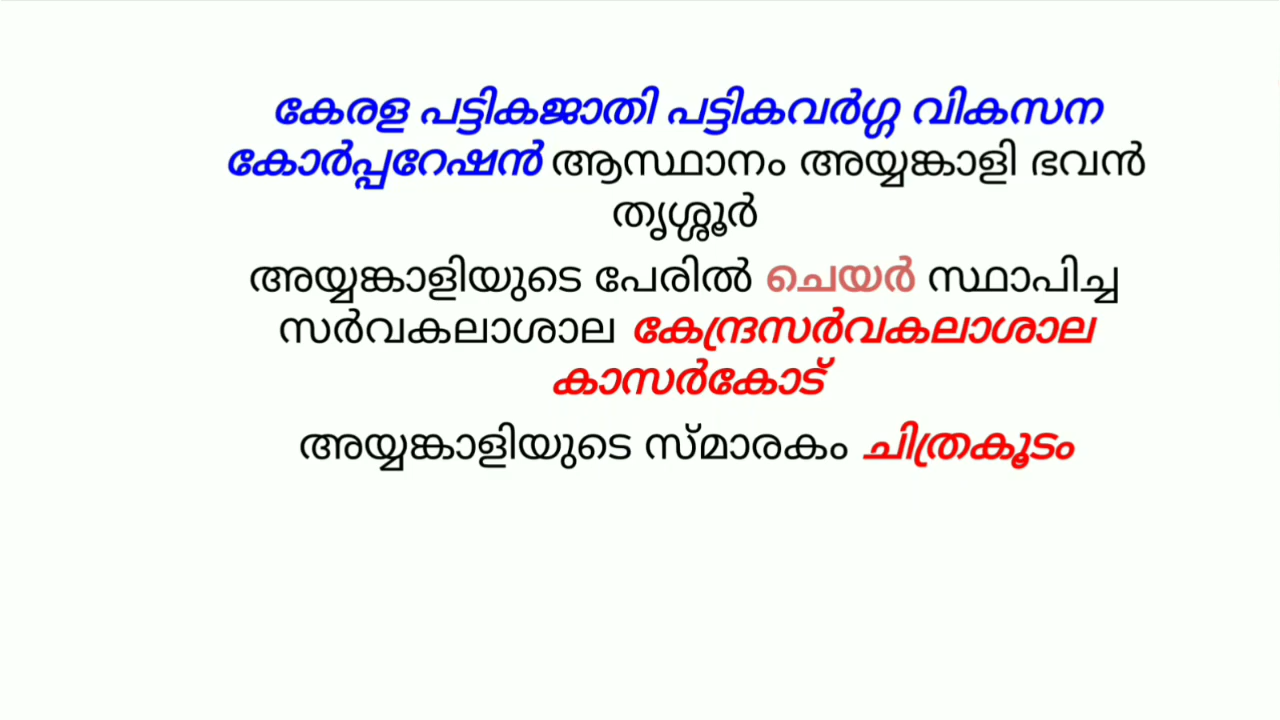 കേരള പട്ടികജാതി പട്ടികവർഗ്ഗ വികസന
കോർപ്പറേഷൻ ആസ്ഥാനം അയ്യങ്കാളി ഭവൻ
തൃശ്ശൂർ
അയ്യങ്കാളിയുടെ പേരിൽ ചെയർ സ്ഥാപിച്ച
സർവകലാശാല കേന്ദ്രസർവകലാശാല
കാസർകോട്
അയ്യങ്കാളിയുടെ സ്മാരകം ചിത്രകൂടം